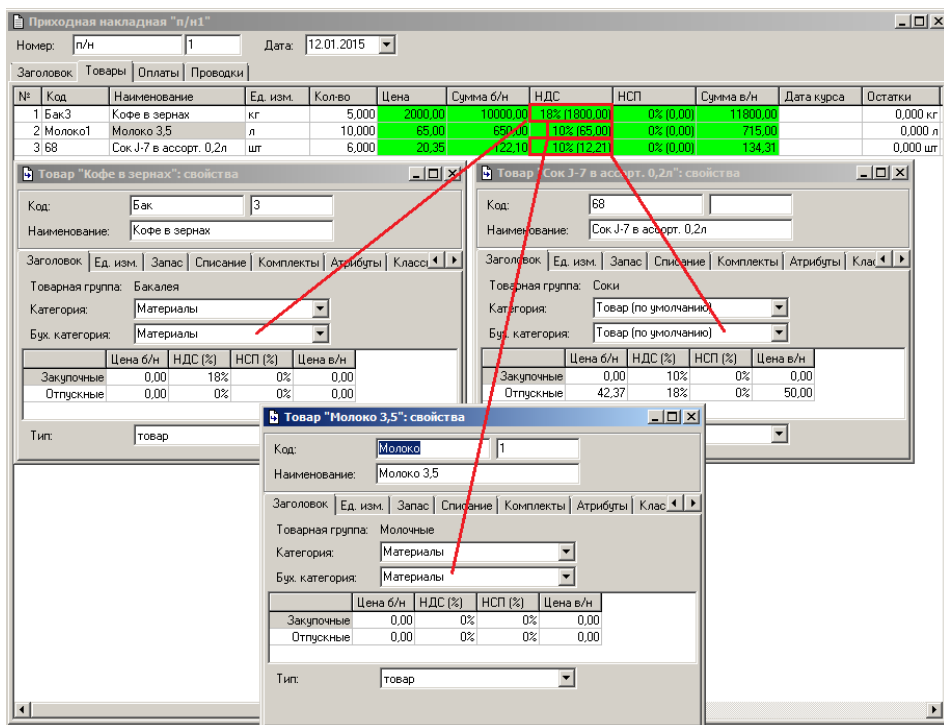 Приходная накладная "п/н1"
Номер: п/н 1 Дата: 12.01.2015
Заголовок Товары Оплаты Проводки
№ Код Наименование Ед. изм. Кол-во Цена Сумма б/н НДС НСП Сумма в/н Дата курса Остатки
1 Бак3 Кофе в зернах кг 5,000 2000,00 10000,00 18% (1800,00) 0% (0,00) 11800,00 0,000 кг
2 Молоко1 Молоко 3,5 л 10,000 65,00 650,00 10% (65,00) 0% (0,00) 715,00 0,000 л
3 68 Сок J-7 в ассорт. 0,2л шт 6,000 20,35 122,10 10% (12,21) 0% (0,00) 134,31 0,000 шт
Товар "Кофе в зернах": свойства
Код: Бак 3
Наименование: Кофе в зернах
Заголовок Ед. изм. Запас Списание Комплекты Атрибуты Класс
Товарная группа: Бакалея
Категория: Материалы
Бух. категория: Материалы
Цена б/н НДС (%) НСП (%) Цена в/н
Закупочные 0,00 18% 0% 0,00
Отпускные 0,00 0% 0% 0,00
Тип: товар
Товар "Сок J-7 в ассорт. 0,2л": свойства
Код: 68
Наименование: Сок J-7 в ассорт. 0,2л
Заголовок Ед. изм. Запас Списание Комплекты Атрибуты Клас
Товарная группа: Соки
Категория: Товар (по умолчанию)
Бух. категория: Товар (по умолчанию)
Цена б/н НДС (%) НСП (%) Цена в/н
Закупочные 0,00 10% 0% 0,00
Отпускные 42,37 18% 0% 50,00
Товар "Молоко 3,5": свойства
Код: Молоко 1
Наименование: Молоко 3,5
Заголовок Ед. изм. Запас Списание Комплекты Атрибуты Клас
Товарная группа: Молочные
Категория: Материалы
Бух. категория: Материалы
Цена б/н НДС (%) НСП (%) Цена в/н
Закупочные 0,00 0% 0% 0,00
Отпускные 0,00 0% 0% 0,00
Тип: товар